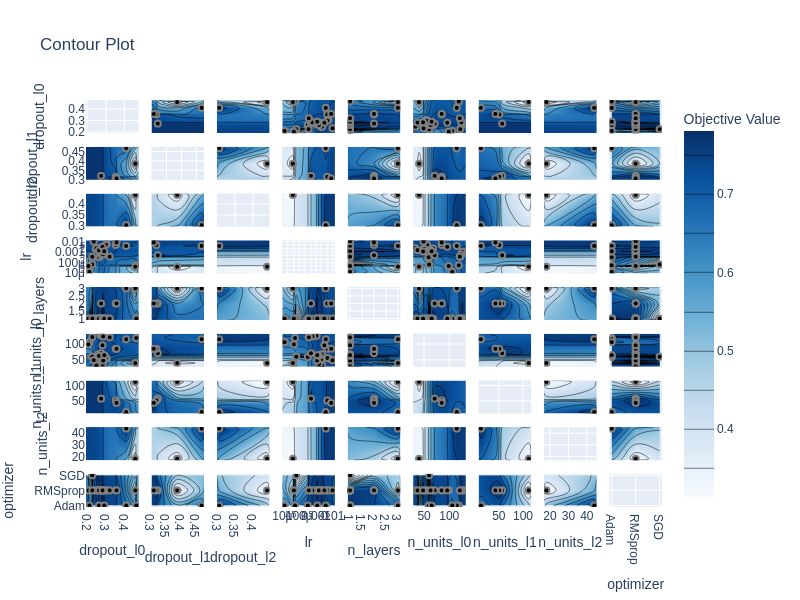 Contour Plot
Objective Value
dropout_l0
0.4
0.3
0.2
dropout_l1
0.45
0.4
0.35
0.3
0.7
dropout_l2
0.4
0.35
0.3
lr
0.01
0.001
0.6
n_layers
3
2.5
2
1.5
1
n_units_l0
100
50
0.5
n_units_l1
100
50
0.4
n_units_l2
40
30
20
optimizer
SGD
RMSprop
Adam
0.2
0.3
0.4
0.3
0.35
0.4
0.45
0.3
0.35
0.4
1
1.5
2
2.5
3
50
100
50
100
20
30
40
Adam
RMSprop
SGD
dropout_l0
dropout_l1
dropout_l2
lr
n_layers
n_units_l0
n_units_l1
n_units_l2
optimizer